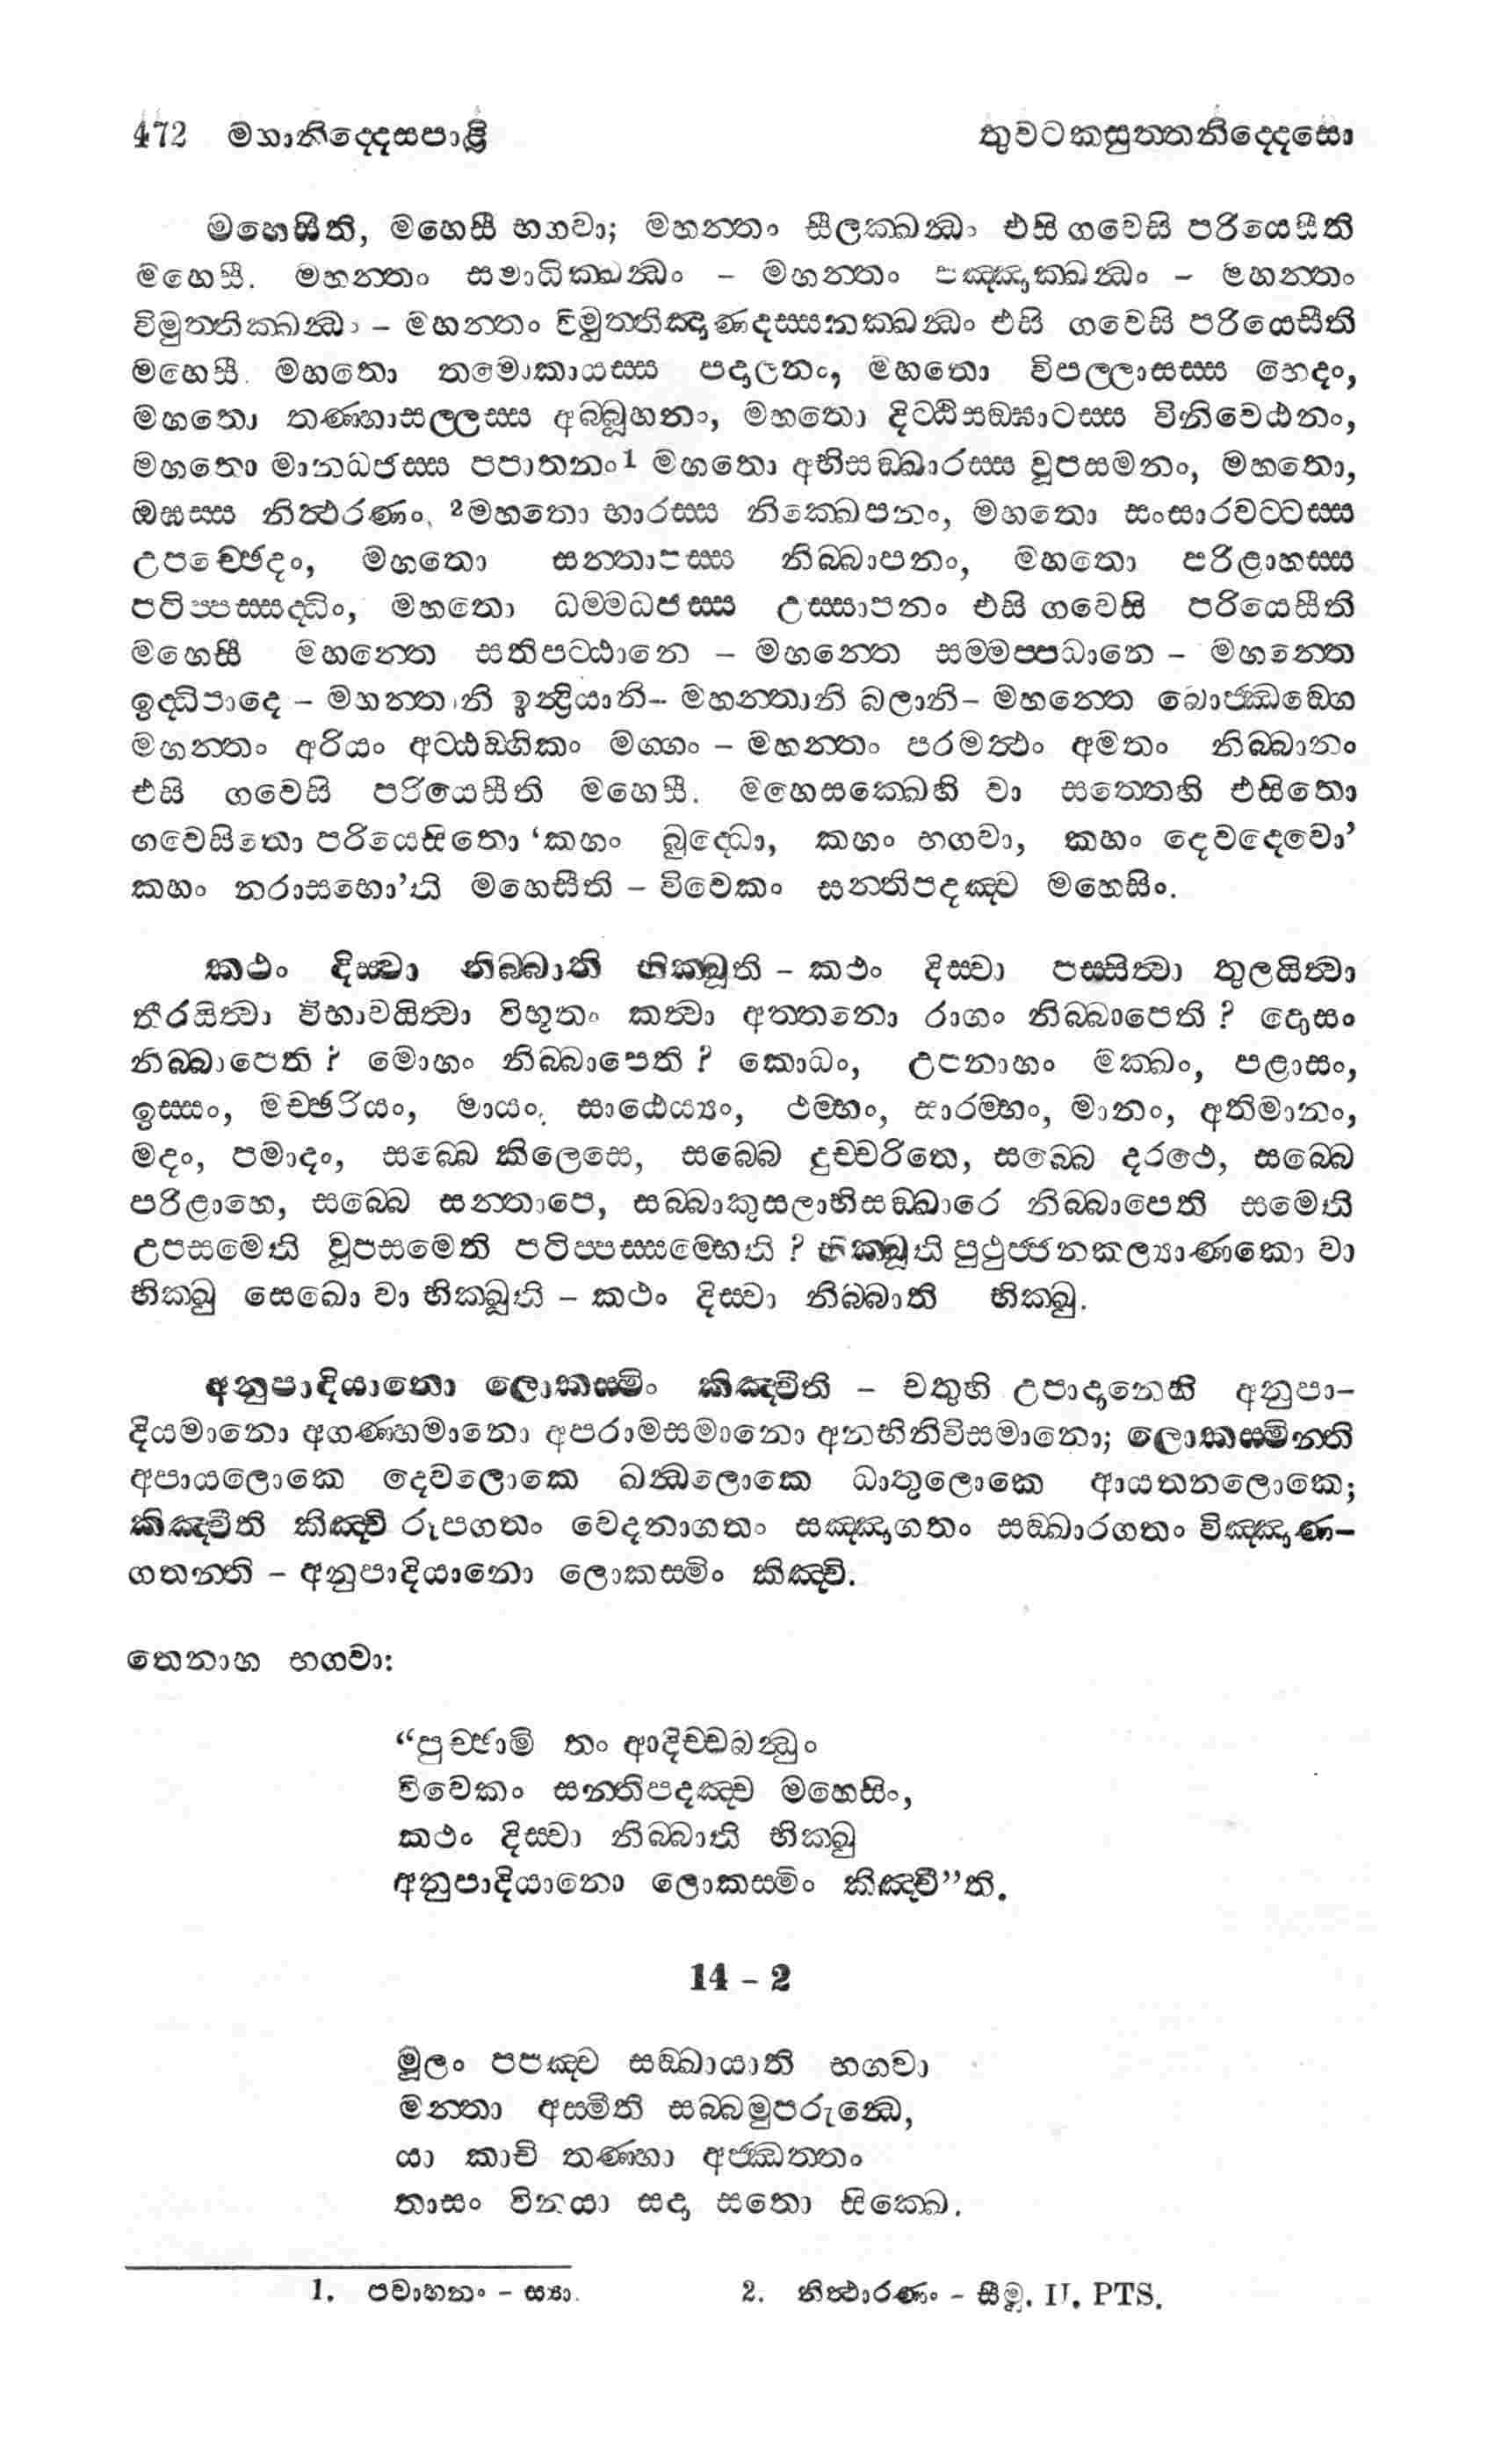 472 මහානිද්දෙසපාළි
තුවටකසුත්තනිද්දෙසො
මහෙසීති, මහෙසී භගවා; මහන්තං සීලක්ඛන්ධං එසි ගවෙසි පරියෙසීති
මහෙසී. මහන්තං සමාධික්ඛන්ධං - මහන්තං පඤ්ඤාක්ඛන්ධං - මහන්තං
විමුත්තික්ඛන්ධං - මහන්තං විමුත්තිඤාණදස්සනක්ඛන්ධං එසි ගවෙසි පරියෙසීති
මහෙසී. මහතො තමොකායස්ස පදාලනං, මහතො විපල්ලාසස්ස භෙදං,
මහතො තණ්හාසල්ලස්ස අබ්බූහනං, මහතො දිට්ඨිසඞ්ඝාටස්ස විනිවෙඨනං,
මහතො මානධජස්ස පපාතනං1 මහතො අභිසඞ්ඛාරස්ස වූපසමනං, මහතො,
ඔඝස්ස නිත්ථරණං, 2මහතො භාරස්ස නික්ඛෙපනං, මහතො සංසාරවට්ටස්ස
උපච්ඡෙදං, මහතො සන්තාපස්ස නිබ්බාපනං, මහතො පරිළාහස්ස
පටිප්පස්සද්ධිං, මහතො ධම්මධජස්ස උස්සාපනං එසි ගවෙසි පරියෙසීති
මහෙසී මහන්තෙ සතිපට්ඨානෙ - මහන්තෙ සම්මප්පධානෙ - මහන්තෙ
ඉද්ධිපාදෙ - මහන්තානි ඉන්ද්‍රියානි- මහන්තානි බලානි- මහන්තෙ බොජ්ඣඞ්ගෙ
මහන්තං අරියං අට්ඨඞ්ගිකං මග්ගං - මහන්තං පරමත්ථං අමතං නිබ්බානං
එසි ගවෙසි පරියෙසීති මහෙසී. මහෙසක්ඛෙහි වා සත්තෙහි එසිතො
ගවෙසිතො පරියෙසිතො ‘කහං බුද්ධො, කහං භගවා, කහං දෙවදෙවො’
කහං නරාසභො’ති මහෙසීති - විවෙකං සන්තිපදඤ්ච මහෙසිං.
කථං දිස්වා නිබ්බාති භික්ඛූති - කථං දිස්වා පස්සිත්වා තුලයිත්වා
තීරයිත්වා විභාවයිත්වා විභූතං කත්වා අත්තනො රාගං නිබ්බාපෙති? දොසං
නිබ්බාපෙති? මොහං නිබ්බාපෙති? කොධං, උපනාහං මක්ඛං, පළාසං,
ඉස්සං, මච්ඡරියං, මායං, සාඨෙය්‍යං, ථම්භං, සාරම්භං, මානං, අතිමානං,
මදං, පමාදං, සබ්බෙ කිලෙසෙ, සබ්බෙ දුච්චරිතෙ, සබ්බෙ දරථෙ, සබ්බෙ
පරිළාහෙ, සබ්බෙ සන්තාපෙ, සබ්බාකුසලාභිසඞ්ඛාරෙ නිබ්බාපෙති සමෙති
උපසමෙති වූපසමෙති පටිප්පස්සම්භෙති? භික්ඛූති පුථුජ්ජනකල්‍යාණකො වා
භික්ඛු සෙඛො වා භික්ඛූති - කථං දිස්වා නිබ්බාති භික්ඛු.
අනුපාදියානො ලොකස්මිං කිඤ්චීති - චතුහි උපාදානෙහි අනුපා-
දියමානො අගණ්හමානො අපරාමසමානො අනභිනිවිසමානො; ලොකස්මින්ති
අපායලොකෙ දෙවලොකෙ ඛන්ධලොකෙ ධාතුලොකෙ ආයතනලොකෙ;
කිඤ්චීති කිඤ්චි රූපගතං වෙදනාගතං සඤ්ඤාගතං සඞ්ඛාරගතං විඤ්ඤාණ-
ගතන්ති - අනුපාදියානො ලොකස්මිං කිඤ්චි.
තෙනාහ භගවා:
“පුච්ඡාමි තං ආදිච්චබන්ධුං
විවෙකං සන්තිපදඤ්ච මහෙසිං,
කථං දිස්වා නිබ්බාති භික්ඛු
අනුපාදියානො ලොකස්මිං කිඤ්චී”ති.
14 - 2
මූලං පපඤ්ච සඞ්ඛායාති භගවා
මන්තා අස්මීති සබ්බමුපරුන්ධෙ,
යා කාචි තණ්හා අජ්ඣත්තං
තාසං විනයා සදා සතො සික්ඛෙ.
1. පවාහනං - ස්‍යා.
2. නිත්ථාරණං - සීමු. II. PTS.